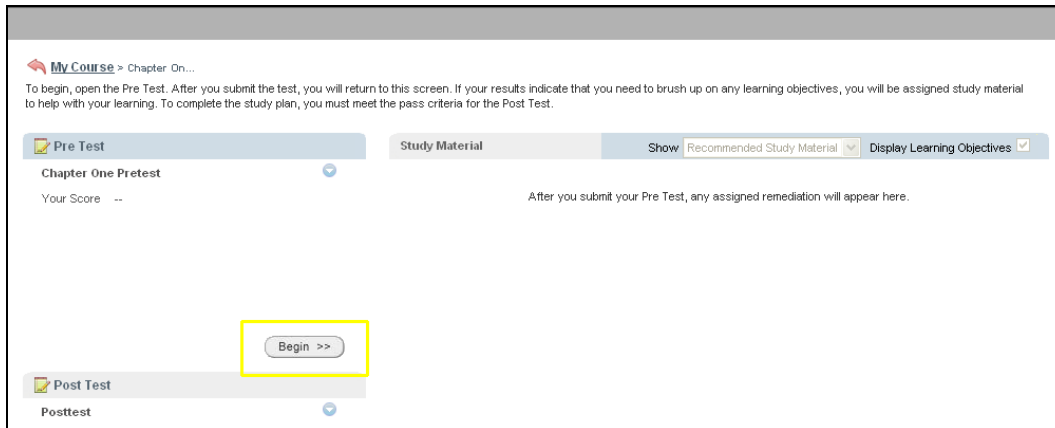 My Course > Chapter On...
To begin, open the Pre Test. After you submit the test, you will return to this screen. If your results indicate that you need to brush up on any learning objectives, you will be assigned study material
to help with your learning. To complete the study plan, you must meet the pass criteria for the Post Test.
Pre Test
Study Material
Show Recommended Study Material Display Learning Objectives
Chapter One Pretest
Your Score --
After you submit your Pre Test, any assigned remediation will appear here.
Begin >>
Post Test
Posttest